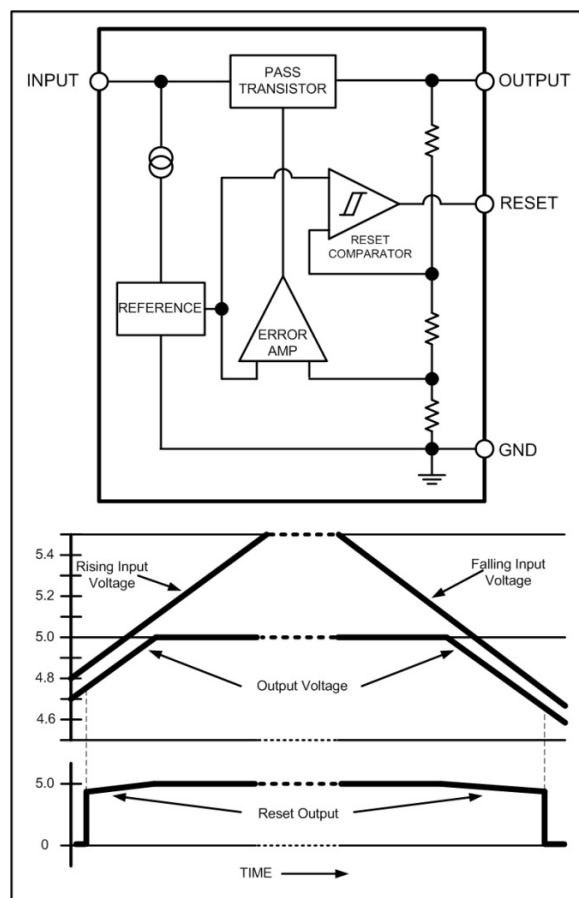 INPUT
PASS
TRANSISTOR
OUTPUT
RESET
RESET
COMPARATOR
REFERENCE
ERROR
AMP
GND
5.4
5.2
5.0
4.8
4.6
Rising Input
Voltage
Falling Input
Voltage
Output Voltage
5.0
0
Reset Output
TIME